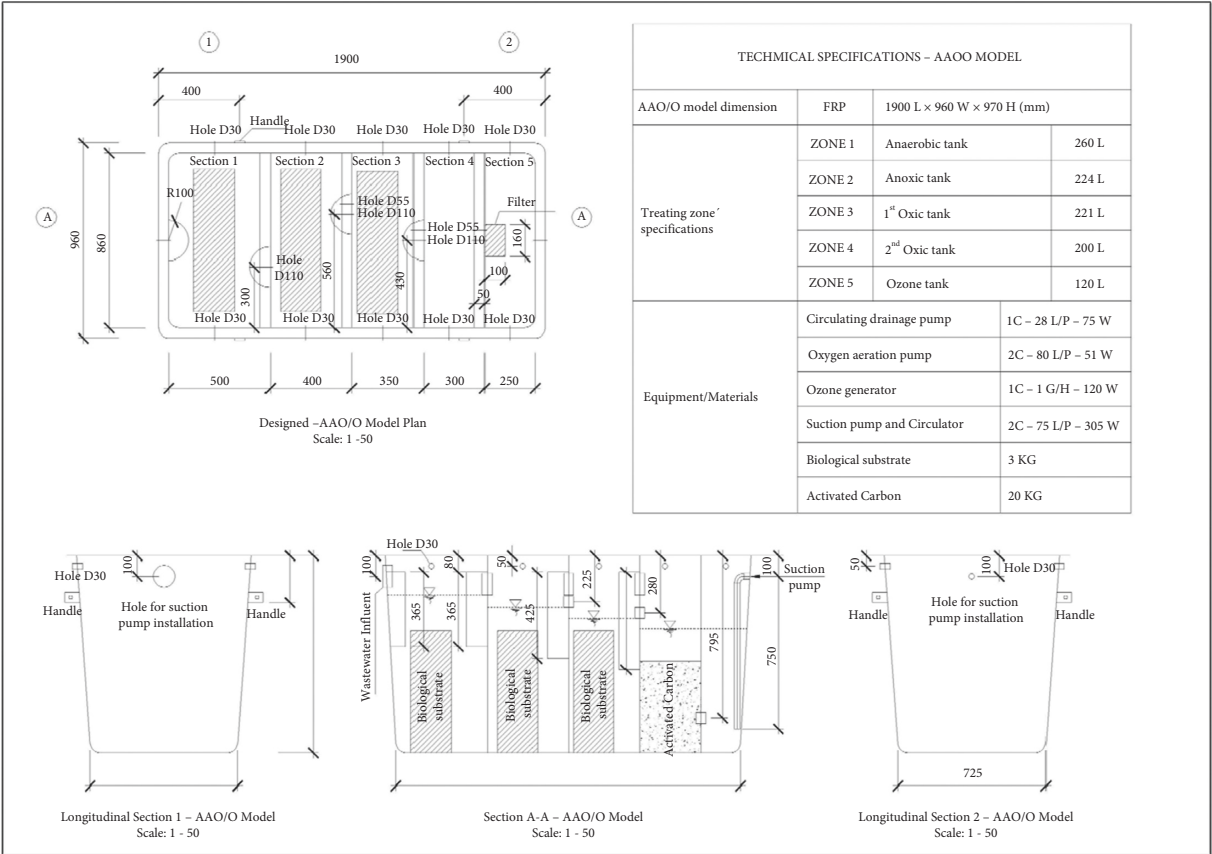 1
2
1900
400
400
Handle
Hole D30
Hole D30
Hole D30
Hole D30
Hole D30
Section 1
Section 2
Section 3
Section 4
Section 5
R100
Hole D55
Hole D110
Filter
A
A
Hole D55
Hole D110
960
860
160
Hole
D110
560
430
100
300
50
Hole D30
Hole D30
Hole D30
Hole D30
Hole D30
500
400
350
300
250
Designed –AAO/O Model Plan
Scale: 1 -50
TECHMICAL SPECIFICATIONS – AAOO MODEL
AAO/O model dimension
FRP
1900 L × 960 W × 970 H (mm)
Treating zone´
specifications
ZONE 1
Anaerobic tank
260 L
ZONE 2
Anoxic tank
224 L
ZONE 3
1st Oxic tank
221 L
ZONE 4
2nd Oxic tank
200 L
ZONE 5
Ozone tank
120 L
Equipment/Materials
Circulating drainage pump
1C – 28 L/P – 75 W
Oxygen aeration pump
2C – 80 L/P – 51 W
Ozone generator
1C – 1 G/H – 120 W
Suction pump and Circulator
2C – 75 L/P – 305 W
Biological substrate
3 KG
Activated Carbon
20 KG
100
Hole D30
Handle
Handle
Hole for suction
pump installation
Longitudinal Section 1 – AAO/O Model
Scale: 1 - 50
Hole D30
100
80
50
225
280
100
Suction
pump
Wastewater Influent
365
365
425
795
750
Biological
substrate
Biological
substrate
Biological
substrate
Activated Carbon
Section A-A – AAO/O Model
Scale: 1 - 50
50
100
Hole D30
Handle
Handle
Hole for suction
pump installation
725
Longitudinal Section 2 – AAO/O Model
Scale: 1 -50